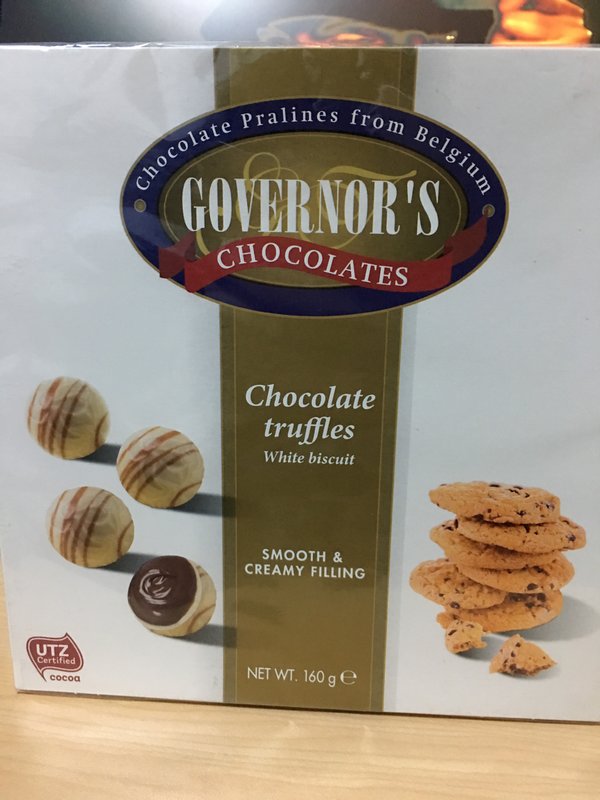 Chocolate Pralines from Belgium
GOVERNOR'S
CHOCOLATES
Chocolate
truffles
White biscuit
SMOOTH &
CREAMY FILLING
UTZ
Certified
cocoa
NET WT. 160 g ℮